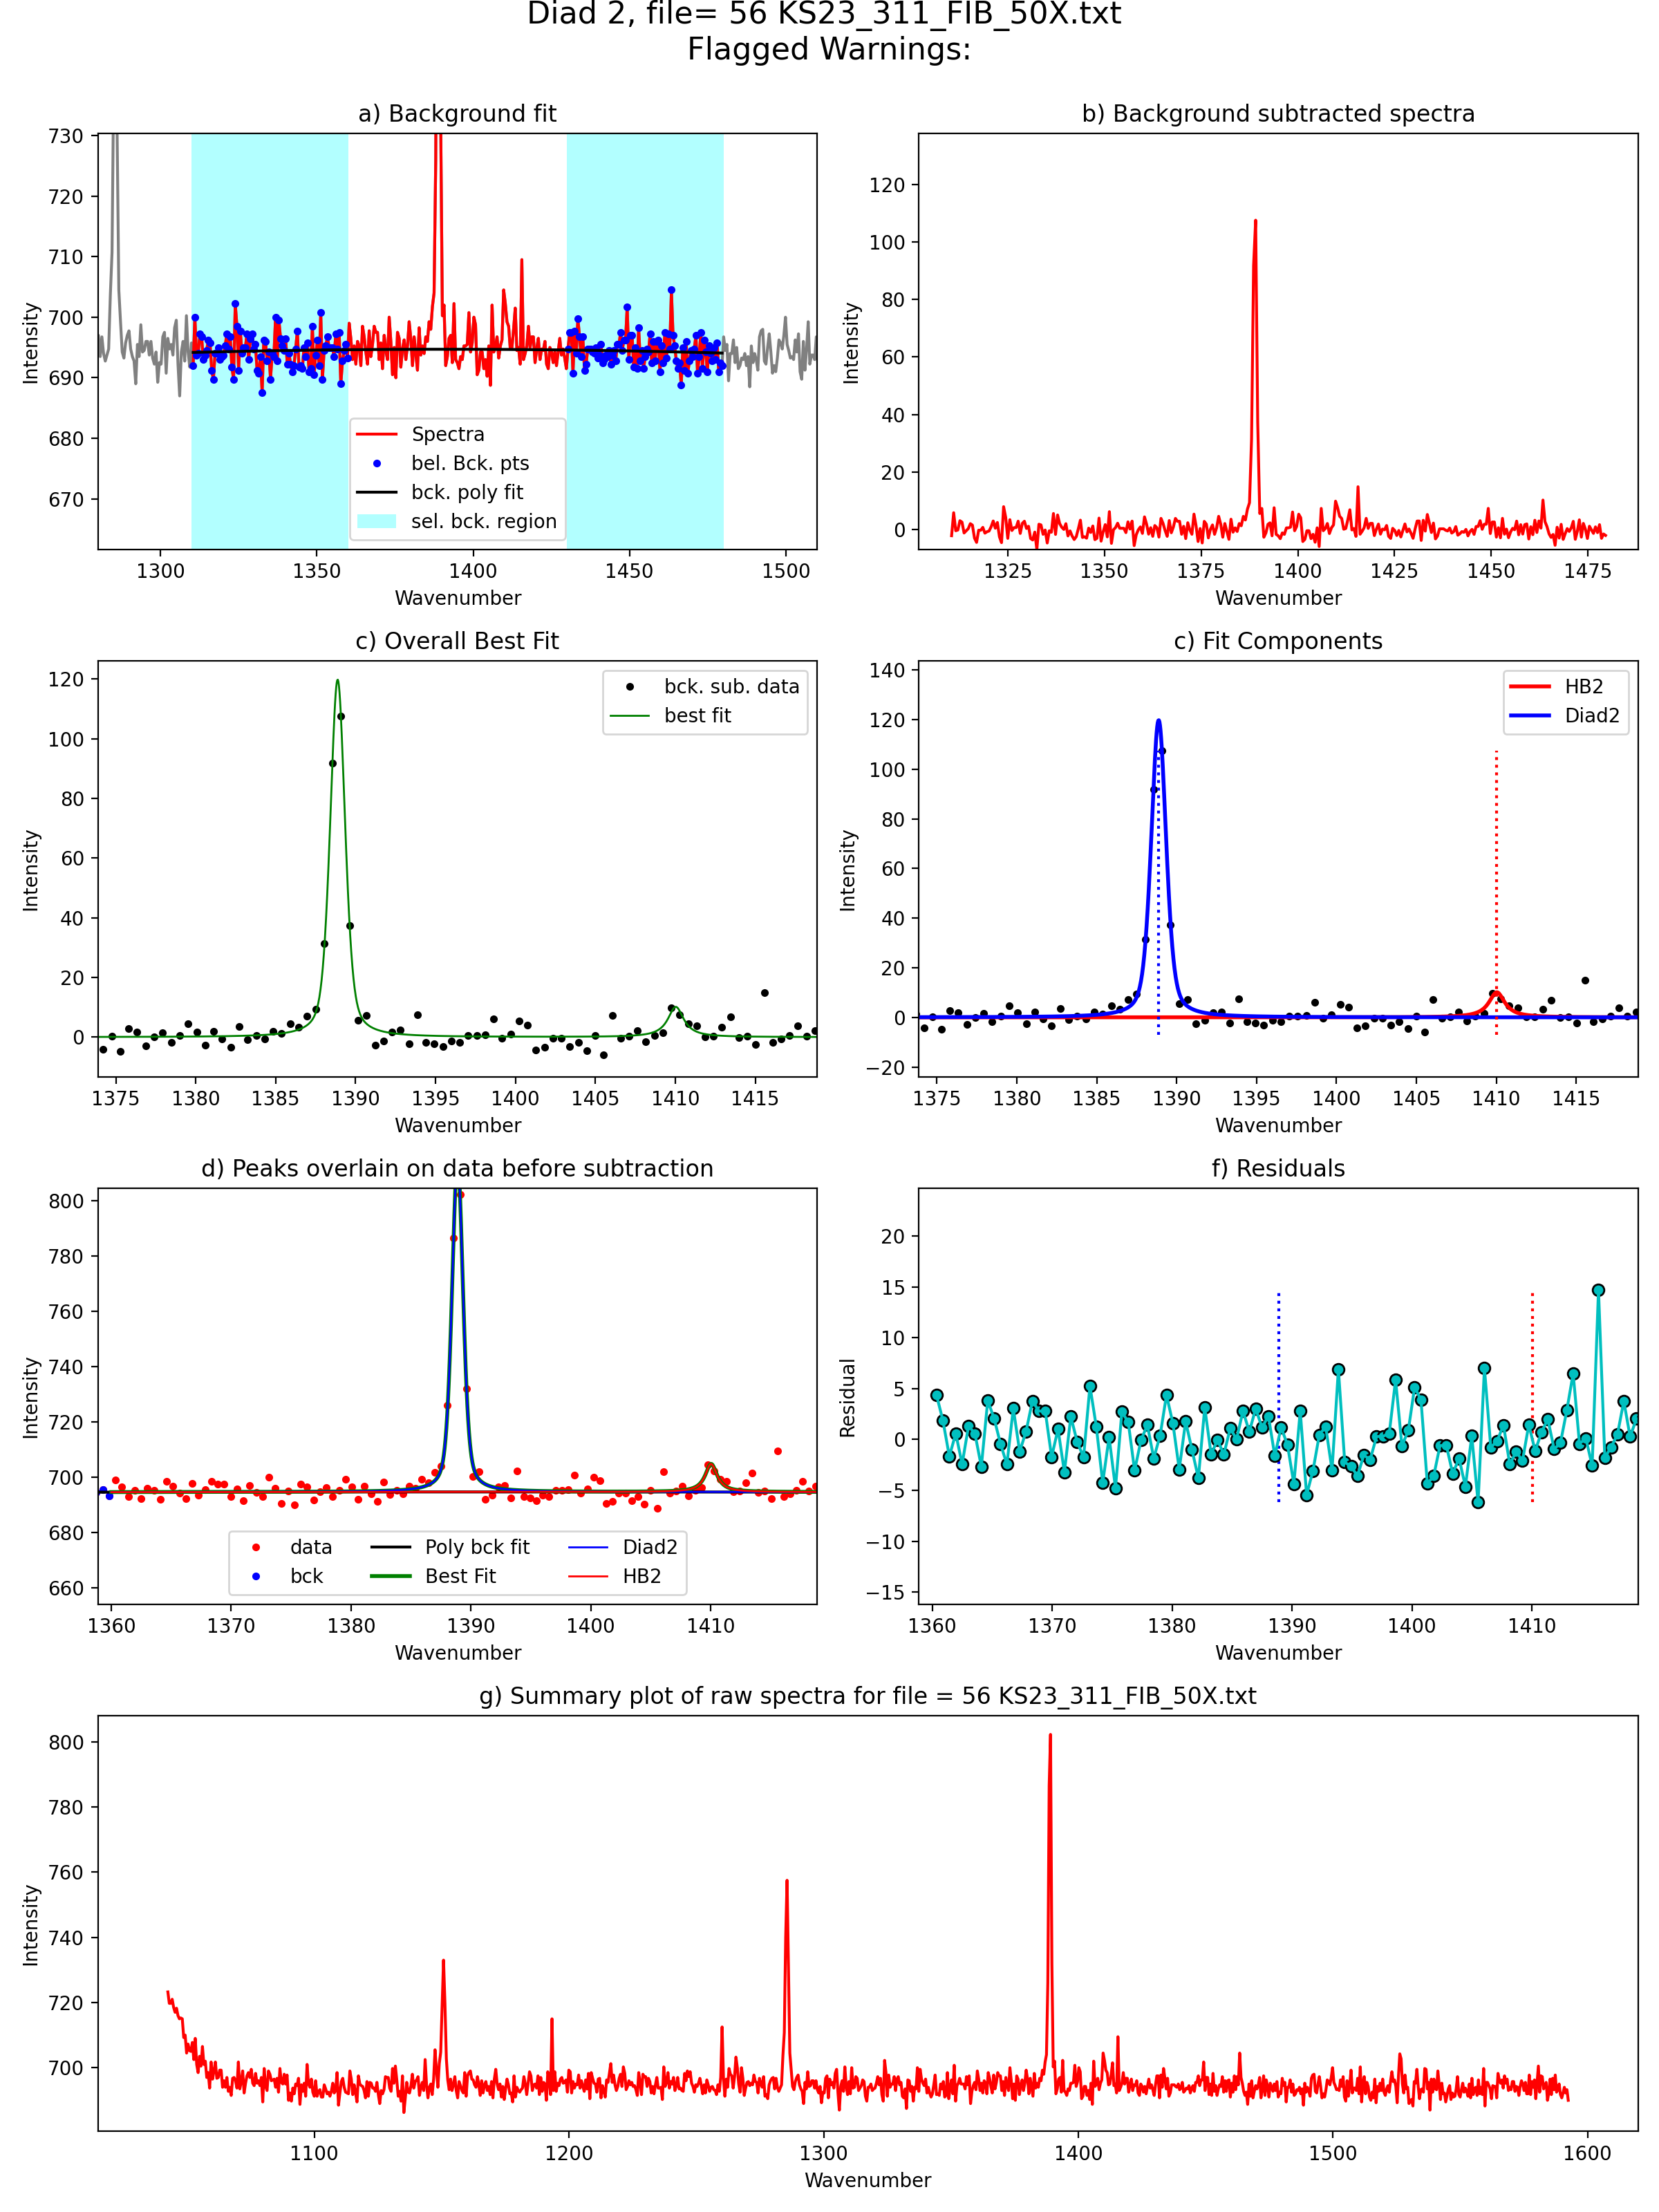 Diad 2, file= 56 KS23_311_FIB_50X.txt
Flagged Warnings:
a) Background fit
730
720
710
700
690
680
670
Intensity
Spectra
bel. Bck. pts
bck. poly fit
sel. bck. region
1300 1350 1400 1450 1500
Wavenumber
b) Background subtracted spectra
120
100
80
60
40
20
0
Intensity
1325 1350 1375 1400 1425 1450 1475
Wavenumber
c) Overall Best Fit
120
100
80
60
40
20
0
Intensity
bck. sub. data
best fit
1375 1380 1385 1390 1395 1400 1405 1410 1415
Wavenumber
c) Fit Components
140
120
100
80
60
40
20
0
−20
Intensity
HB2
Diad2
1375 1380 1385 1390 1395 1400 1405 1410 1415
Wavenumber
d) Peaks overlain on data before subtraction
800
780
760
740
720
700
680
660
Intensity
data Poly bck fit Diad2
bck Best Fit HB2
1360 1370 1380 1390 1400 1410
Wavenumber
f) Residuals
20
15
10
5
0
−5
−10
−15
Residual
1360 1370 1380 1390 1400 1410
Wavenumber
g) Summary plot of raw spectra for file = 56 KS23_311_FIB_50X.txt
800
780
760
740
720
700
Intensity
1100 1200 1300 1400 1500 1600
Wavenumber